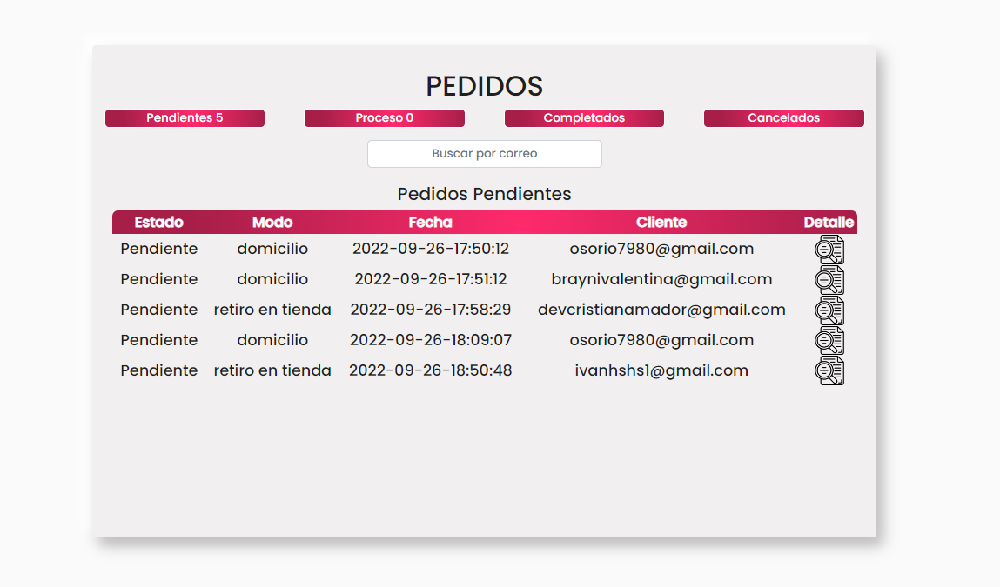 PEDIDOS
Pendientes 5 Proceso 0 Completados Cancelados
Buscar por correo
Pedidos Pendientes
Estado Modo Fecha Cliente Detalle
Pendiente domicilio 2022-09-26-17:50:12 osorio7980@gmail.com
Pendiente domicilio 2022-09-26-17:51:12 braynivalentina@gmail.com
Pendiente retiro en tienda 2022-09-26-17:58:29 devcristianamador@gmail.com
Pendiente domicilio 2022-09-26-18:09:07 osorio7980@gmail.com
Pendiente retiro en tienda 2022-09-26-18:50:48 ivanhshs1@gmail.com